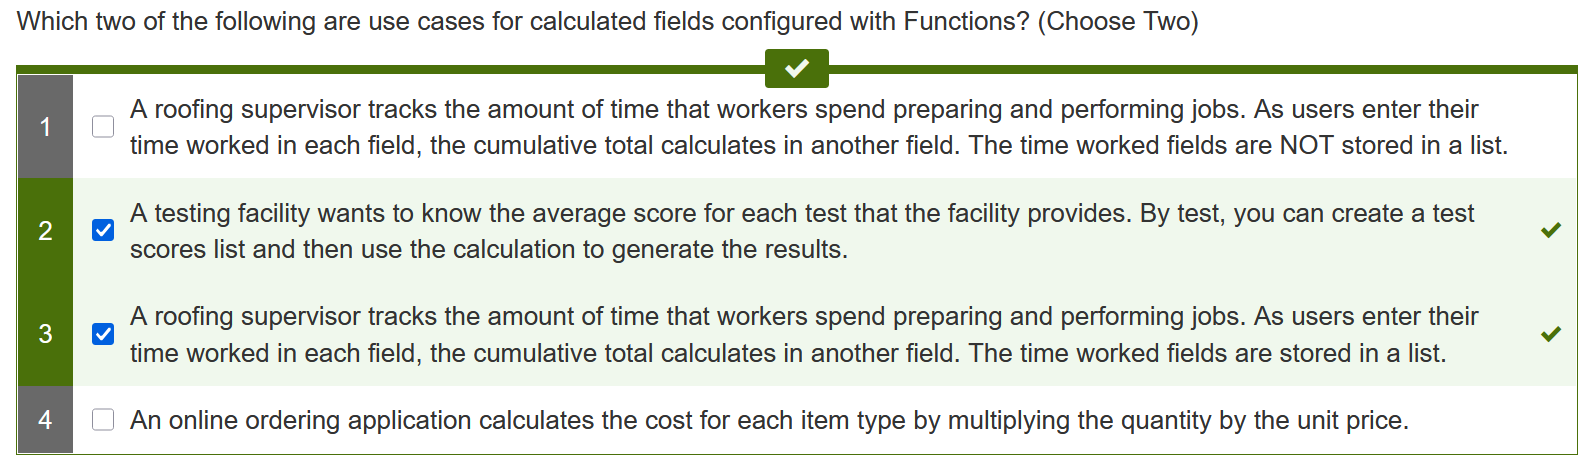 Which two of the following are use cases for calculated fields configured with Functions? (Choose Two)
1
A roofing supervisor tracks the amount of time that workers spend preparing and performing jobs. As users enter their
time worked in each field, the cumulative total calculates in another field. The time worked fields are NOT stored in a list.
2
A testing facility wants to know the average score for each test that the facility provides. By test, you can create a test
scores list and then use the calculation to generate the results.
3
A roofing supervisor tracks the amount of time that workers spend preparing and performing jobs. As users enter their
time worked in each field, the cumulative total calculates in another field. The time worked fields are stored in a list.
4
An online ordering application calculates the cost for each item type by multiplying the quantity by the unit price.